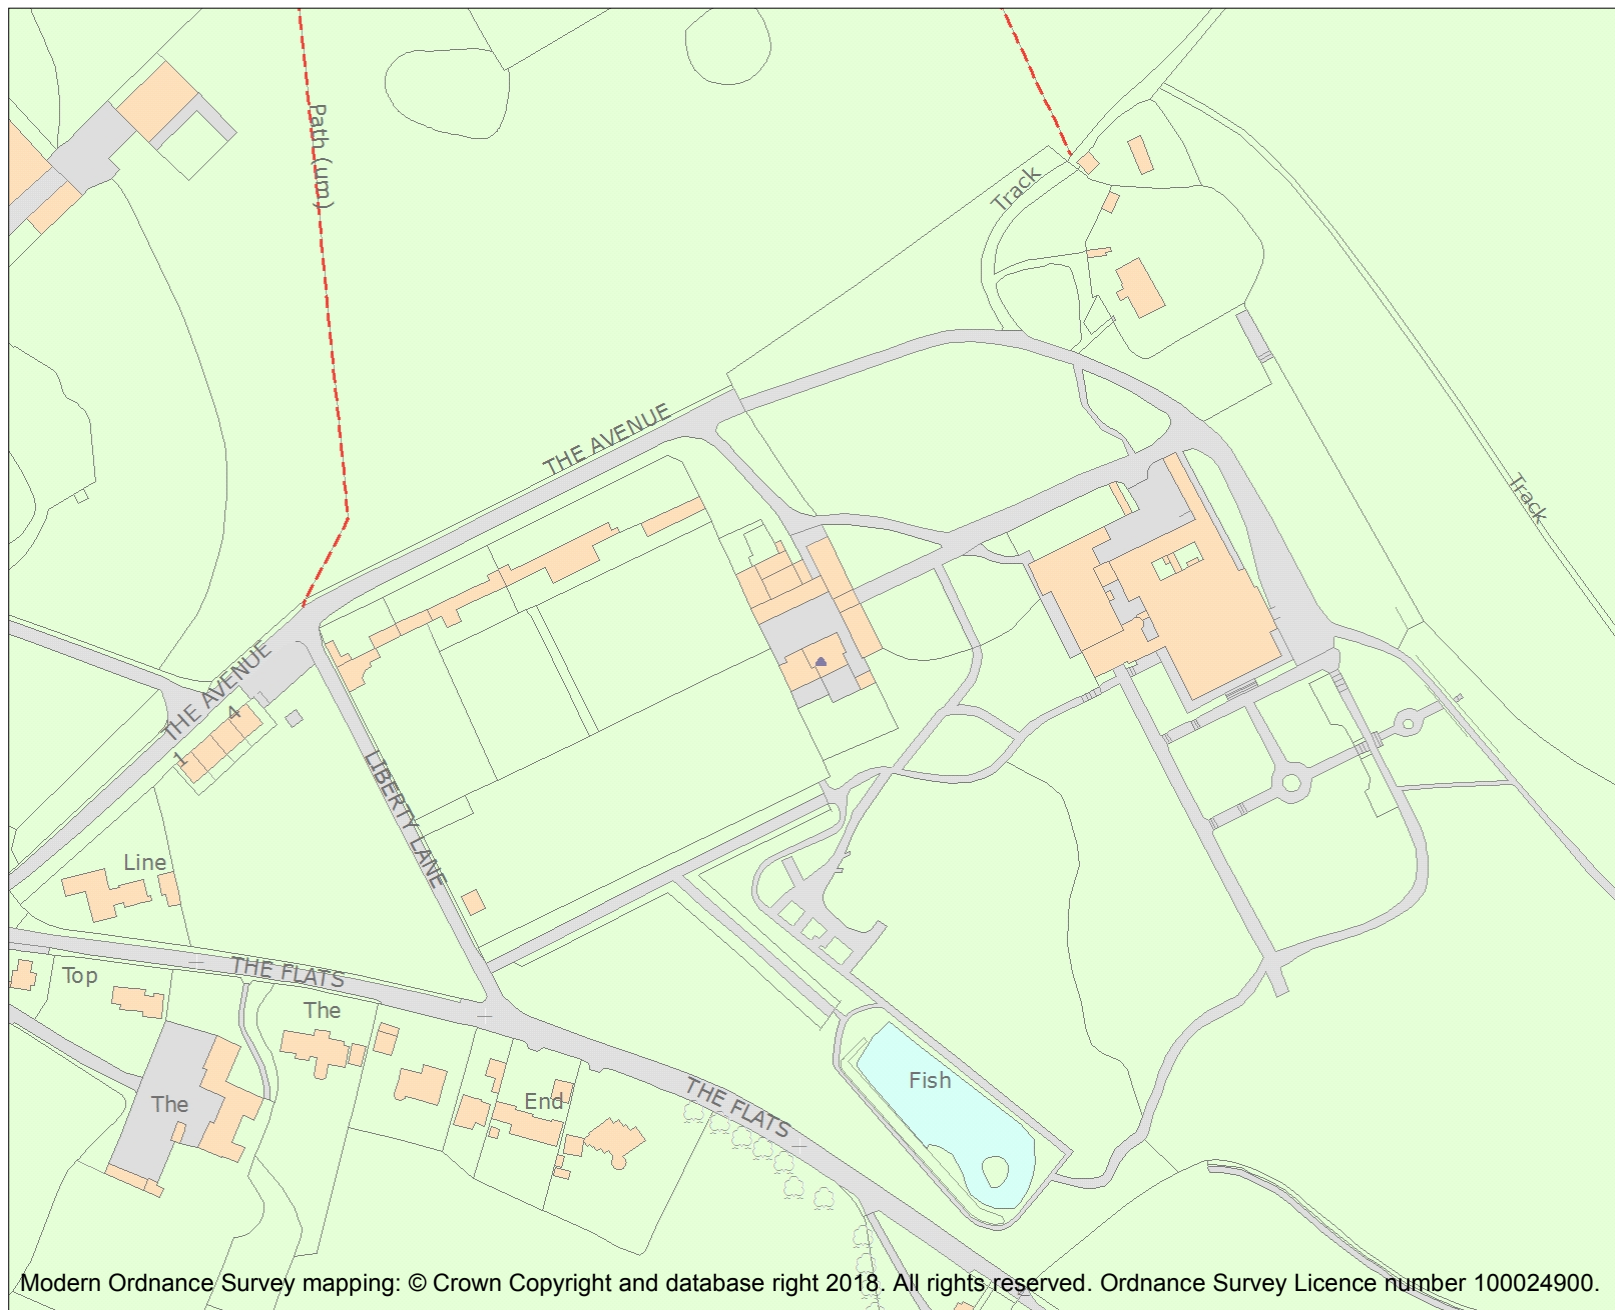 Path (um)
Track
THE AVENUE
Track
THE AVENUE
4
1
LIBERTY LANE
Line
THE FLATS
Top
The
The
End
Fish
THE FLATS
Modern Ordnance Survey mapping: © Crown Copyright and database right 2018. All rights reserved. Ordnance Survey Licence number 100024900.